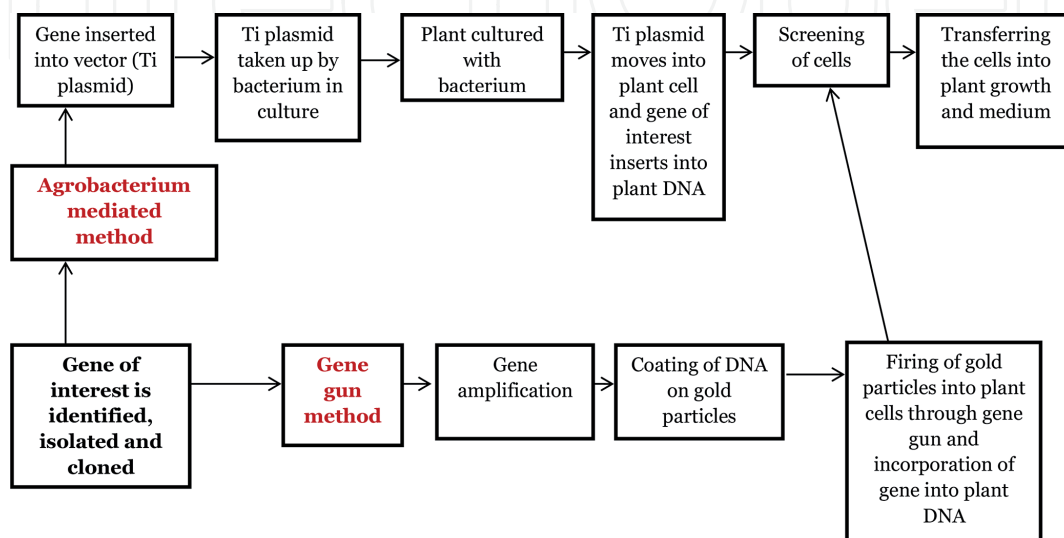 Gene inserted
into vector (Ti
plasmid)
Ti plasmid
taken up by
bacterium in
culture
Plant cultured
with
bacterium
Ti plasmid
moves into
plant cell
and gene of
interest
inserts into
plant DNA
Screening
of cells
Transferring
the cells into
plant growth
and medium
Agrobacterium
mediated
method
Gene of
interest is
identified,
isolated and
cloned
Gene
gun
method
Gene
amplification
Coating of DNA
on gold
particles
Firing of gold
particles into plant
cells through gene
gun and
incorporation of
gene into plant
DNA